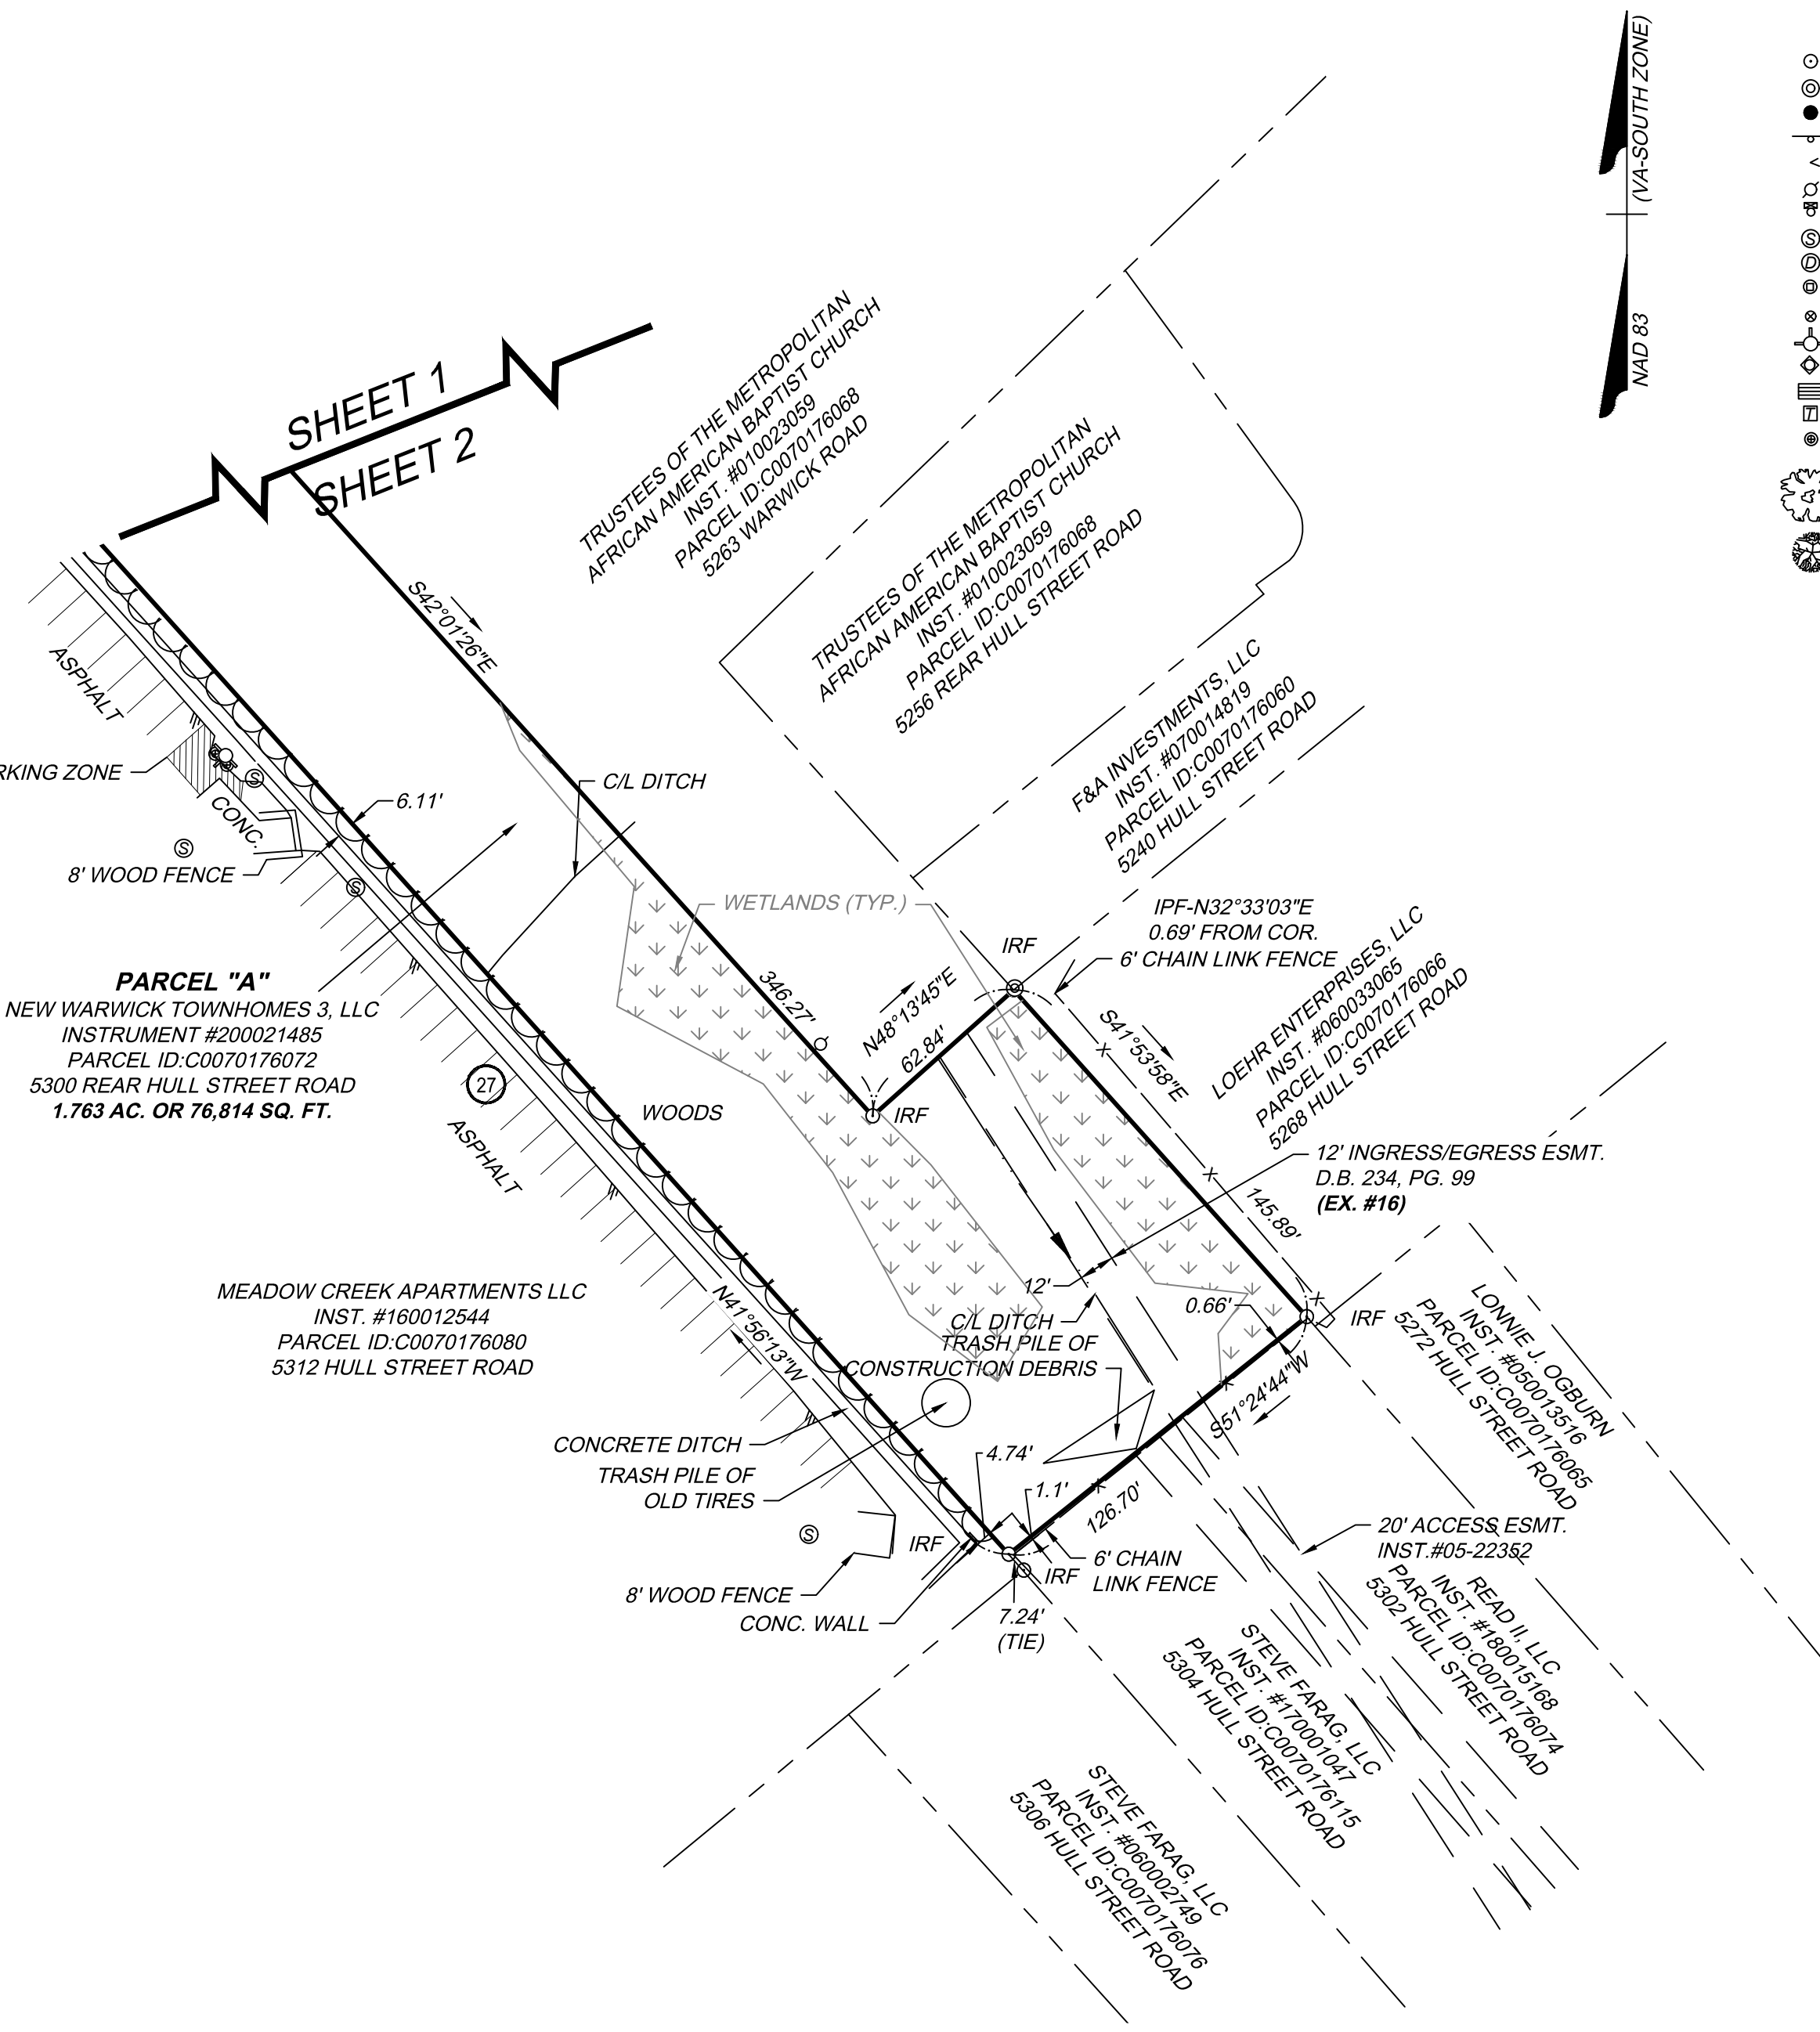 (VA-SOUTH ZONE)
NAD 83
SHEET 1
SHEET 2
TRUSTEES OF THE METROPOLITAN
AFRICAN AMERICAN BAPTIST CHURCH
INST. #010023059
PARCEL ID:C0070176068
5263 WARWICK ROAD
TRUSTEES OF THE METROPOLITAN
AFRICAN AMERICAN BAPTIST CHURCH
INST. #010023059
PARCEL ID:C0070176068
5256 REAR HULL STREET ROAD
F&A INVESTMENTS, LLC
INST. #070014819
PARCEL ID:C0070176060
5240 HULL STREET ROAD
S42°01'26"E
ASPHALT
RKING ZONE
CONC.
6.11'
C/L DITCH
S
S
S
8' WOOD FENCE
WETLANDS (TYP.)
IPF-N32°33'03"E
0.69' FROM COR.
6' CHAIN LINK FENCE
IRF
LOEHR ENTERPRISES, LLC
INST. #060033065
PARCEL ID:C0070176066
5268 HULL STREET ROAD
PARCEL "A"
NEW WARWICK TOWNHOMES 3, LLC
INSTRUMENT #200021485
PARCEL ID:C0070176072
5300 REAR HULL STREET ROAD
1.763 AC. OR 76,814 SQ. FT.
346.27'
N48°13'45"E
62.84'
S41°53'58"E
IRF
27
WOODS
ASPHALT
12' INGRESS/EGRESS ESMT.
D.B. 234, PG. 99
(EX. #16)
145.89'
12'
0.66'
C/L DITCH
TRASH PILE OF
CONSTRUCTION DEBRIS
IRF
MEADOW CREEK APARTMENTS LLC
INST. #160012544
PARCEL ID:C0070176080
5312 HULL STREET ROAD
N41°56'13"W
S51°24'44"W
LONNIE J. OGBURN
INST. #050013516
PARCEL ID:C0070176065
5272 HULL STREET ROAD
CONCRETE DITCH
TRASH PILE OF
OLD TIRES
4.74'
1.1'
126.70'
S
IRF
20' ACCESS ESMT.
INST.#05-22352
8' WOOD FENCE
CONC. WALL
IRF
6' CHAIN
LINK FENCE
7.24'
(TIE)
READ II, LLC
INST. #180015168
PARCEL ID:C0070176074
5302 HULL STREET ROAD
STEVE FARAG, LLC
INST. #170001047
PARCEL ID:C0070176115
5304 HULL STREET ROAD
STEVE FARAG, LLC
INST. #060002749
PARCEL ID:C0070176076
5306 HULL STREET ROAD
S
D
T